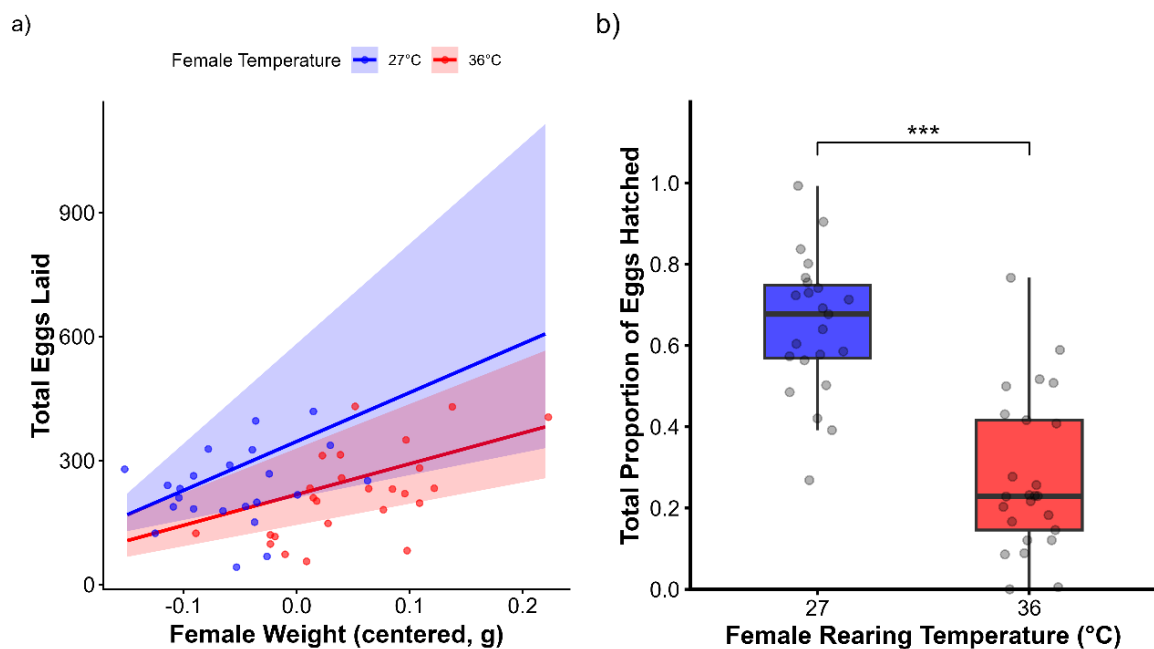 a)
Female Temperature 27°C 36°C
Total Eggs Laid
900
600
300
0
-0.1 0.0 0.1 0.2
Female Weight (centered, g)
b)
***
Total Proportion of Eggs Hatched
1.0
0.8
0.6
0.4
0.2
0.0
27 36
Female Rearing Temperature (°C)